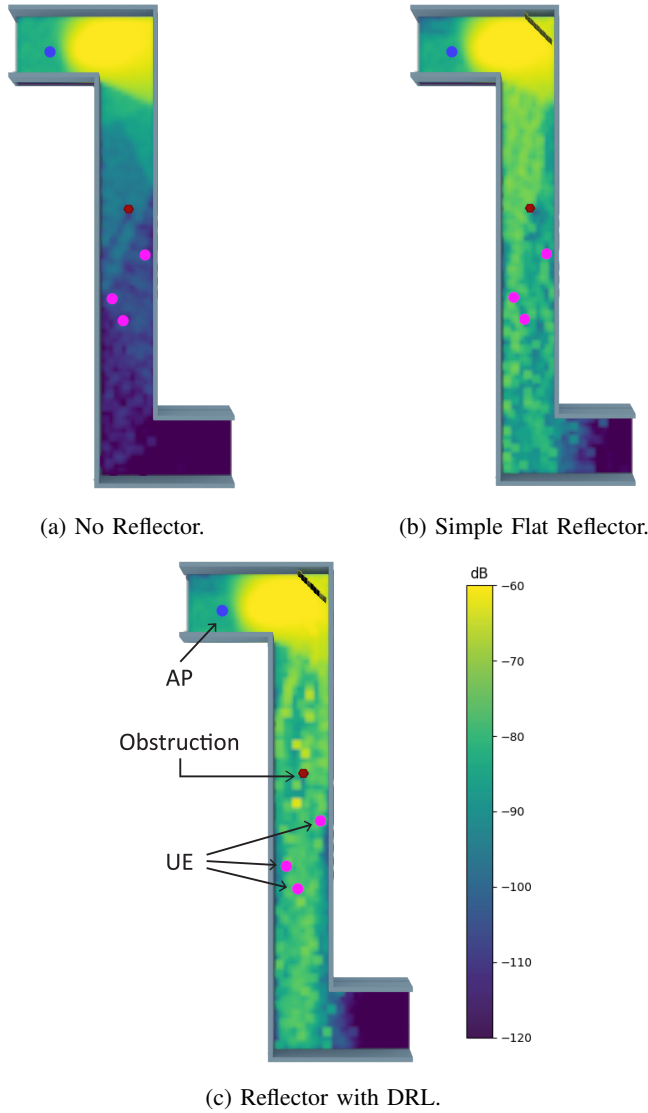 (a) No Reflector.
(b) Simple Flat Reflector.
AP
Obstruction
UE
dB
−60
−70
−80
−90
−100
−110
−120
(c) Reflector with DRL.